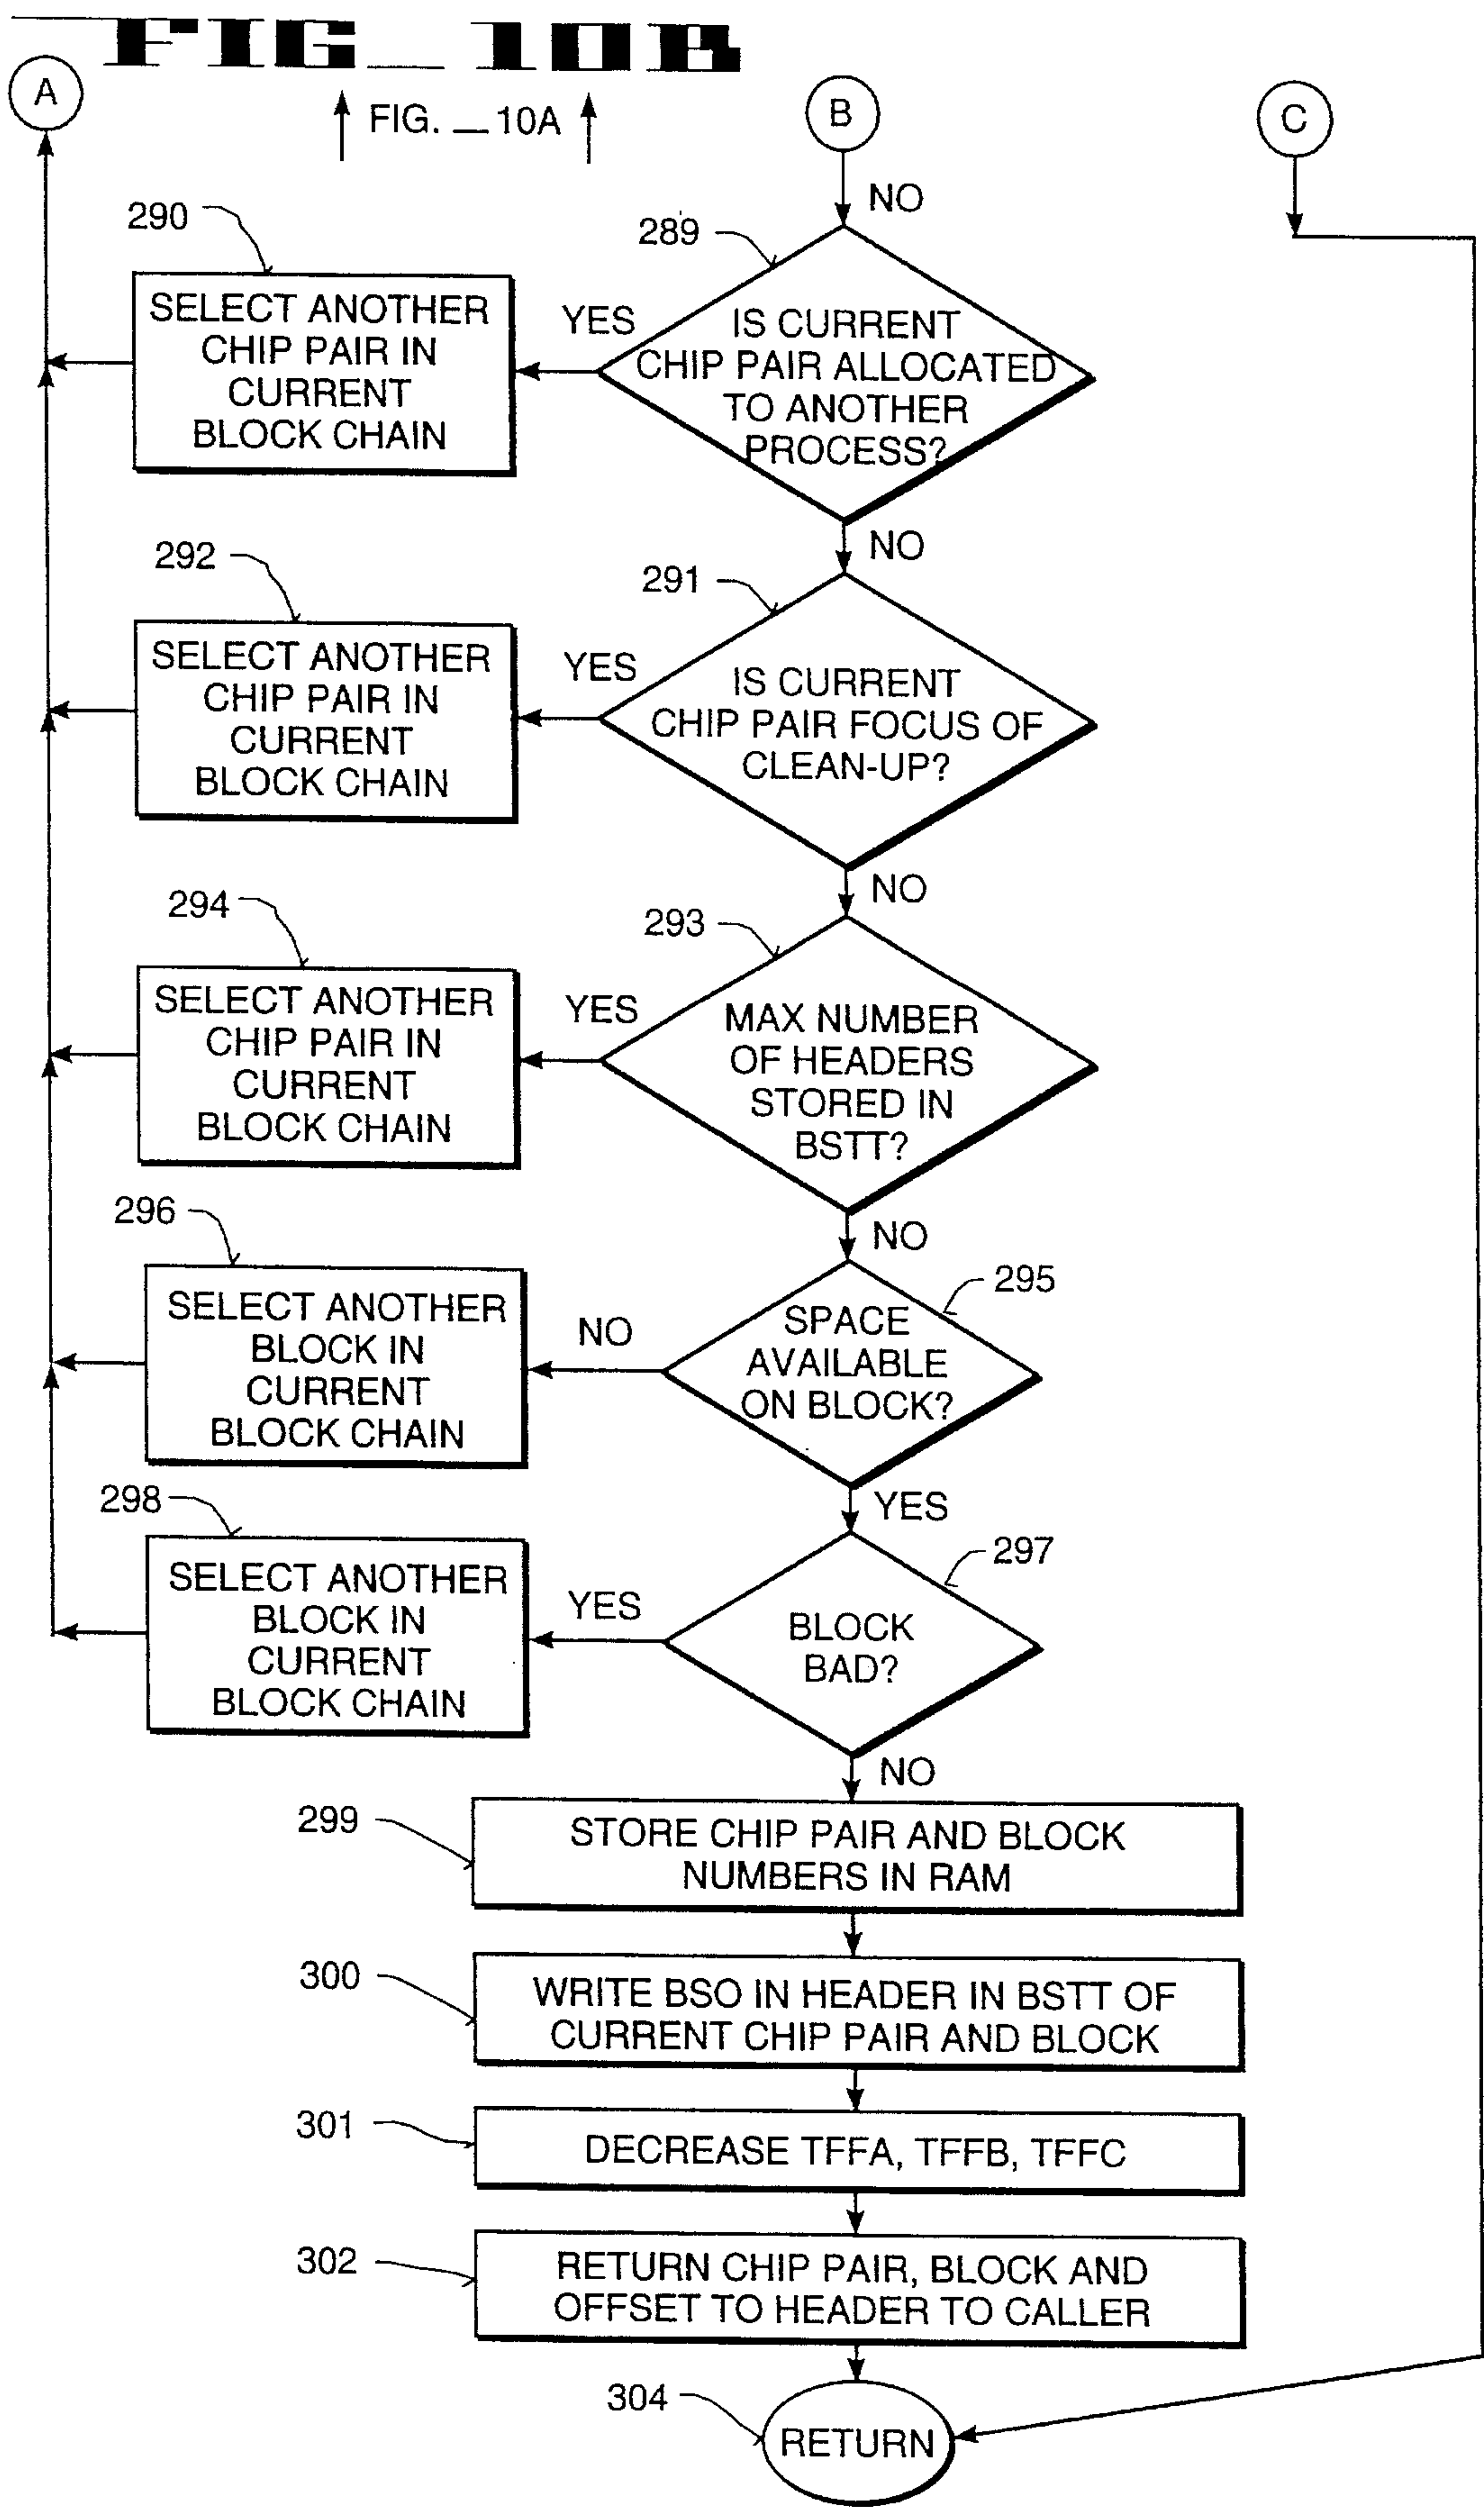 FIG_ 10B
A
FIG. _ 10A
B
C
NO
290
289
SELECT ANOTHER
CHIP PAIR IN
CURRENT
BLOCK CHAIN
YES
IS CURRENT
CHIP PAIR ALLOCATED
TO ANOTHER
PROCESS?
NO
292
291
SELECT ANOTHER
CHIP PAIR IN
CURRENT
BLOCK CHAIN
YES
IS CURRENT
CHIP PAIR FOCUS OF
CLEAN-UP?
NO
294
293
SELECT ANOTHER
CHIP PAIR IN
CURRENT
BLOCK CHAIN
YES
MAX NUMBER
OF HEADERS
STORED IN
BSTT?
NO
296
295
SELECT ANOTHER
BLOCK IN
CURRENT
BLOCK CHAIN
NO
SPACE
AVAILABLE
ON BLOCK?
YES
298
297
SELECT ANOTHER
BLOCK IN
CURRENT
BLOCK CHAIN
YES
BLOCK
BAD?
NO
299
STORE CHIP PAIR AND BLOCK
NUMBERS IN RAM
300
WRITE BSO IN HEADER IN BSTT OF
CURRENT CHIP PAIR AND BLOCK
301
DECREASE TFFA, TFFB, TFFC
302
RETURN CHIP PAIR, BLOCK AND
OFFSET TO HEADER TO CALLER
304
RETURN